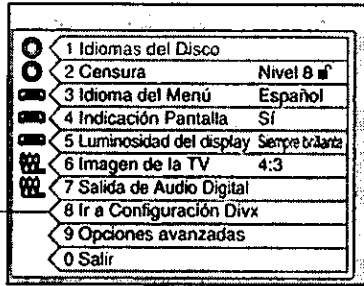 1 Idiomas del Disco
2 Censura Nivel 8
3 Idioma del Menú Español
4 Indicación Pantalla Sí
5 Luminosidad del display Siempre brillante
6 Imagen de la TV 4:3
7 Salida de Audio Digital
8 Ir a Configuración Divx
9 Opciones avanzadas
0 Salir